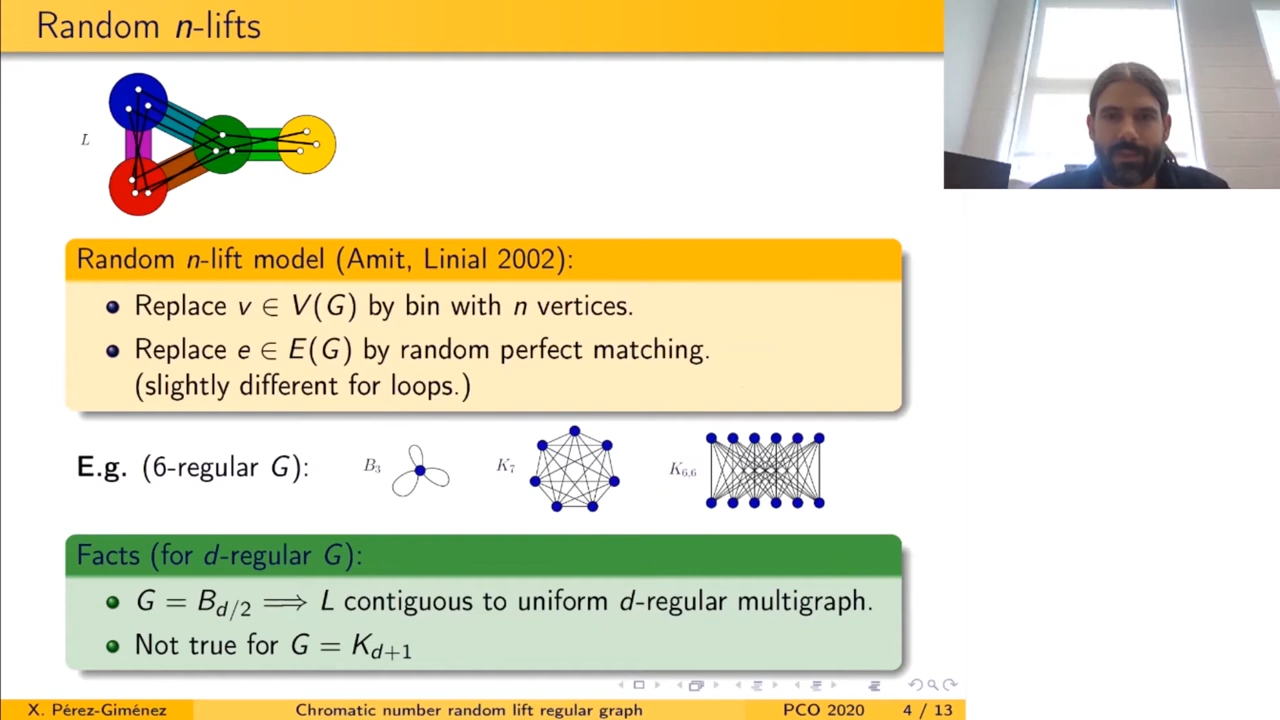 Random n-lifts
L
Random n-lift model (Amit, Linial 2002):
Replace v ∈ V(G) by bin with n vertices.
Replace e ∈ E(G) by random perfect matching.
(slightly different for loops.)
E.g. (6-regular G):
B₃
K₇
K₆,₆
Facts (for d-regular G):
G = B_{d/2} ⟹ L contiguous to uniform d-regular multigraph.
Not true for G = K_{d+1}
X. Pérez-Giménez Chromatic number random lift regular graph PCO 2020 4 / 13